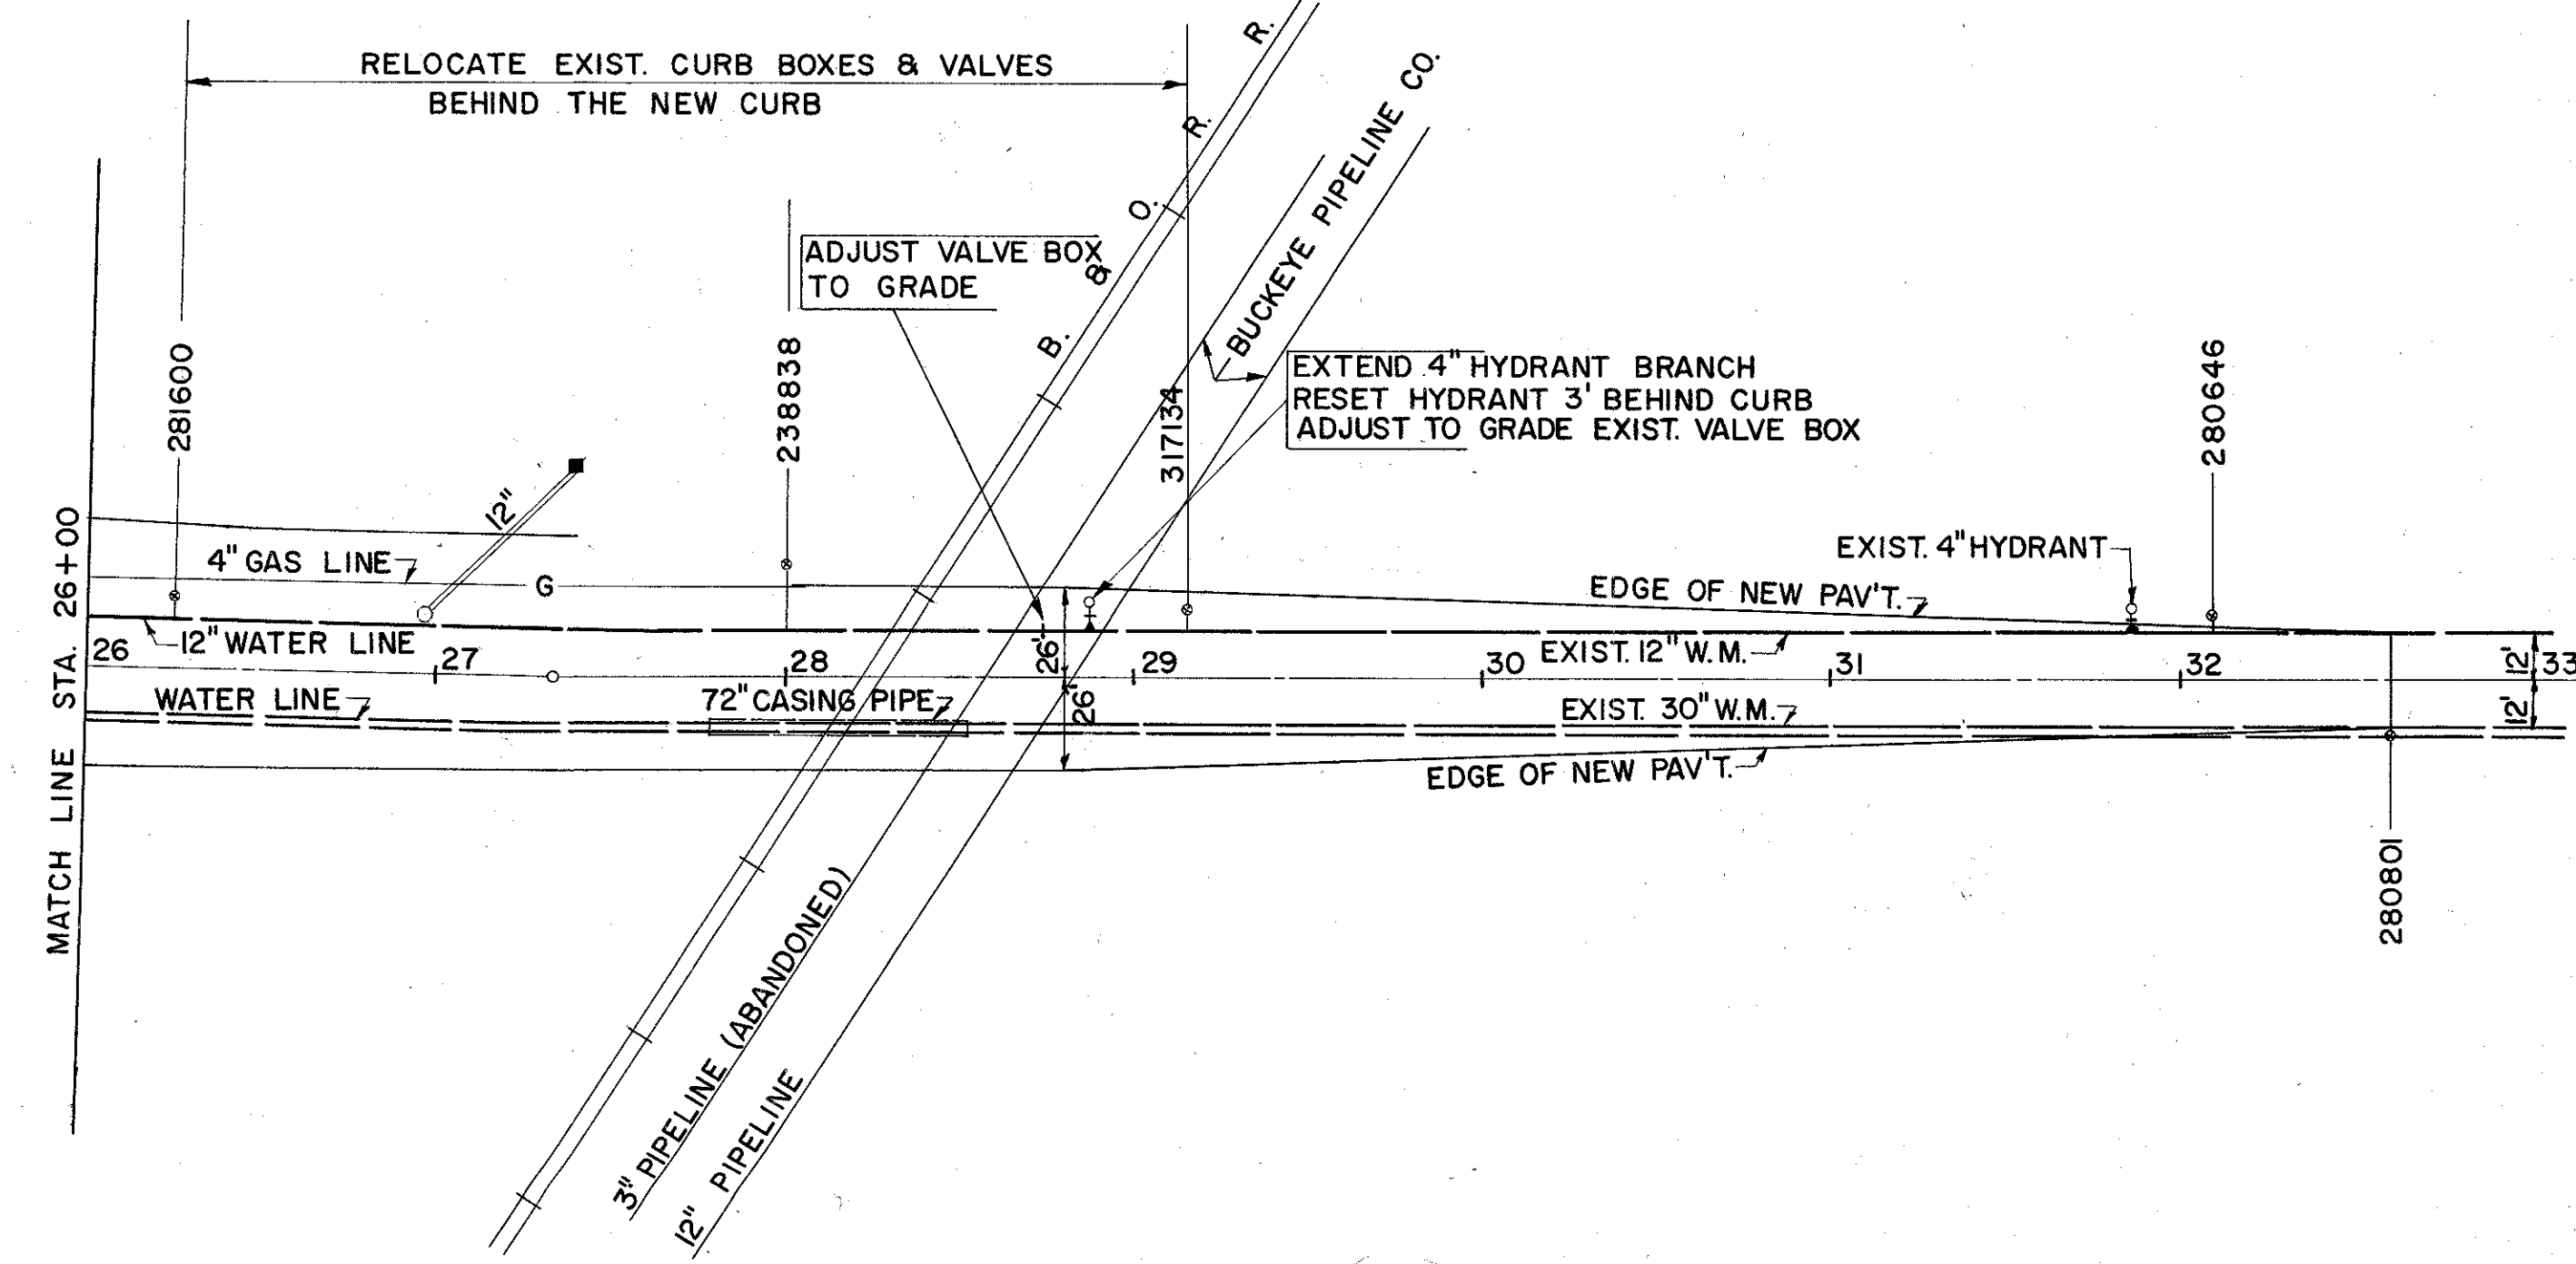 RELOCATE EXIST. CURB BOXES & VALVES
BEHIND THE NEW CURB
B. & O. R. R.
BUCKEYE PIPELINE CO.
ADJUST VALVE BOX
TO GRADE
EXTEND 4" HYDRANT BRANCH
RESET HYDRANT 3' BEHIND CURB
ADJUST TO GRADE EXIST. VALVE BOX
281600
238838
317134
280646
12"
4" GAS LINE
G
EXIST. 4" HYDRANT
EDGE OF NEW PAV'T.
12" WATER LINE
EXIST. 12" W.M.
MATCH LINE STA. 26+00
26
27
28
29
30
31
32
33
26'
26'
12'
12'
WATER LINE
72" CASING PIPE
EXIST. 30" W.M.
EDGE OF NEW PAV'T.
280801
3" PIPELINE (ABANDONED)
12" PIPELINE